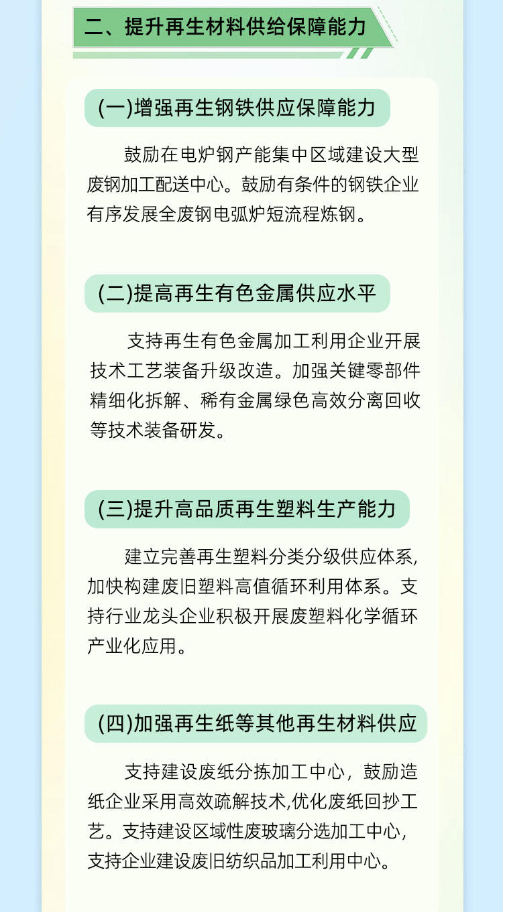 二、提升再生材料供给保障能力
(一)增强再生钢铁供应保障能力
鼓励在电炉钢产能集中区域建设大型
废钢加工配送中心。鼓励有条件的钢铁企业
有序发展全废钢电弧炉短流程炼钢。
(二)提高再生有色金属供应水平
支持再生有色金属加工利用企业开展
技术工艺装备升级改造。加强关键零部件
精细化拆解、稀有金属绿色高效分离回收
等技术装备研发。
(三)提升高品质再生塑料生产能力
建立完善再生塑料分类分级供应体系,
加快构建废旧塑料高值循环利用体系。支
持行业龙头企业积极开展废塑料化学循环
产业化应用。
(四)加强再生纸等其他再生材料供应
支持建设废纸分拣加工中心，鼓励造
纸企业采用高效疏解技术,优化废纸回抄工
艺。支持建设区域性废玻璃分选加工中心，
支持企业建设废旧纺织品加工利用中心。